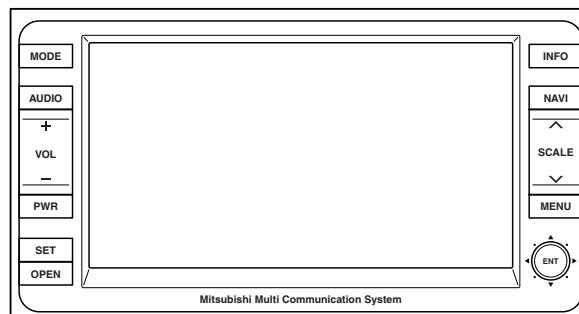 MODE
AUDIO
+
VOL
−
PWR
SET
OPEN
INFO
NAVI
SCALE
MENU
ENT
Mitsubishi Multi Communication System